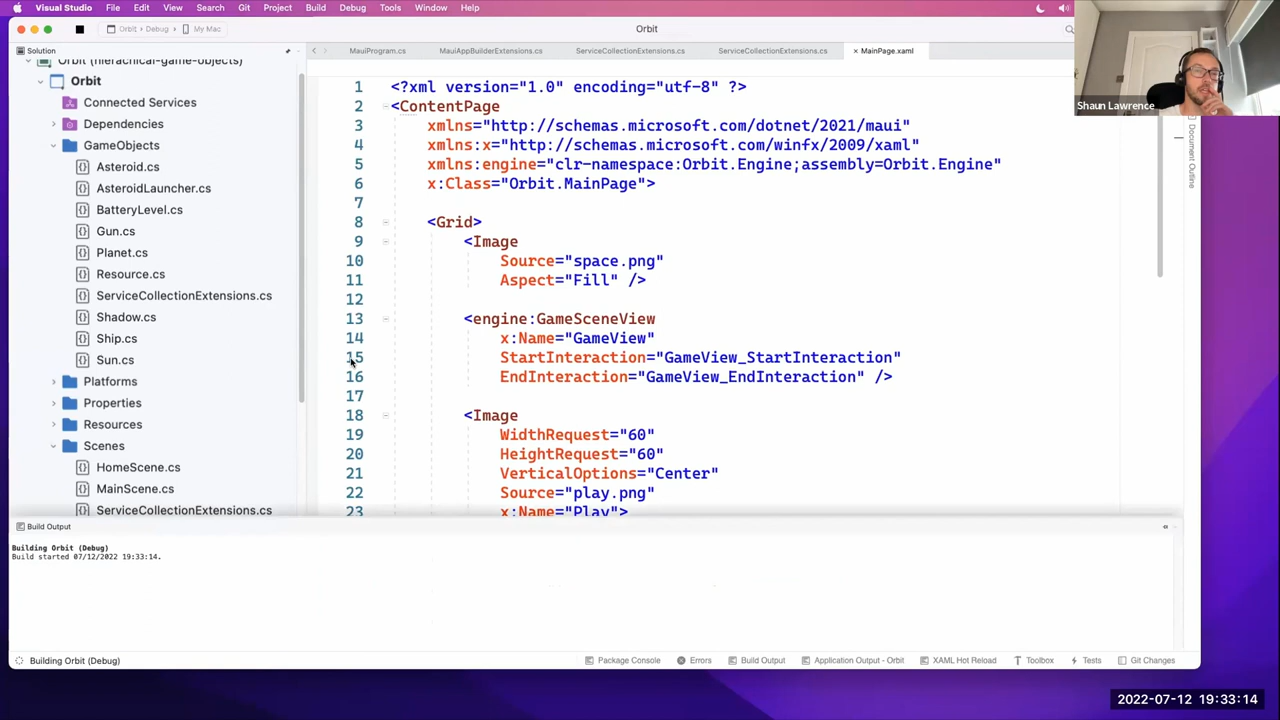 Visual Studio File Edit View Search Git Project Build Debug Tools Window Help
Orbit › Debug › My Mac
Orbit
Shaun Lawrence
Solution
MauiProgram.cs MauiAppBuilderExtensions.cs ServiceCollectionExtensions.cs ServiceCollectionExtensions.cs × MainPage.xaml
Orbit (hierachical-game-objects)
Orbit
Connected Services
Dependencies
GameObjects
Asteroid.cs
AsteroidLauncher.cs
BatteryLevel.cs
Gun.cs
Planet.cs
Resource.cs
ServiceCollectionExtensions.cs
Shadow.cs
Ship.cs
Sun.cs
Platforms
Properties
Resources
Scenes
HomeScene.cs
MainScene.cs
ServiceCollectionExtensions.cs
1 <?xml version="1.0" encoding="utf-8" ?>
2 <ContentPage
3 xmlns="http://schemas.microsoft.com/dotnet/2021/maui"
4 xmlns:x="http://schemas.microsoft.com/winfx/2009/xaml"
5 xmlns:engine="clr-namespace:Orbit.Engine;assembly=Orbit.Engine"
6 x:Class="Orbit.MainPage">
7
8 <Grid>
9 <Image
10 Source="space.png"
11 Aspect="Fill" />
12
13 <engine:GameSceneView
14 x:Name="GameView"
15 StartInteraction="GameView_StartInteraction"
16 EndInteraction="GameView_EndInteraction" />
17
18 <Image
19 WidthRequest="60"
20 HeightRequest="60"
21 VerticalOptions="Center"
22 Source="play.png"
23 x:Name="Play">
Document Outline
Build Output
Building Orbit (Debug)
Build started 07/12/2022 19:33:14.
Building Orbit (Debug)
Package Console Errors Build Output Application Output - Orbit XAML Hot Reload Toolbox Tests Git Changes
2022-07-12 19:33:14